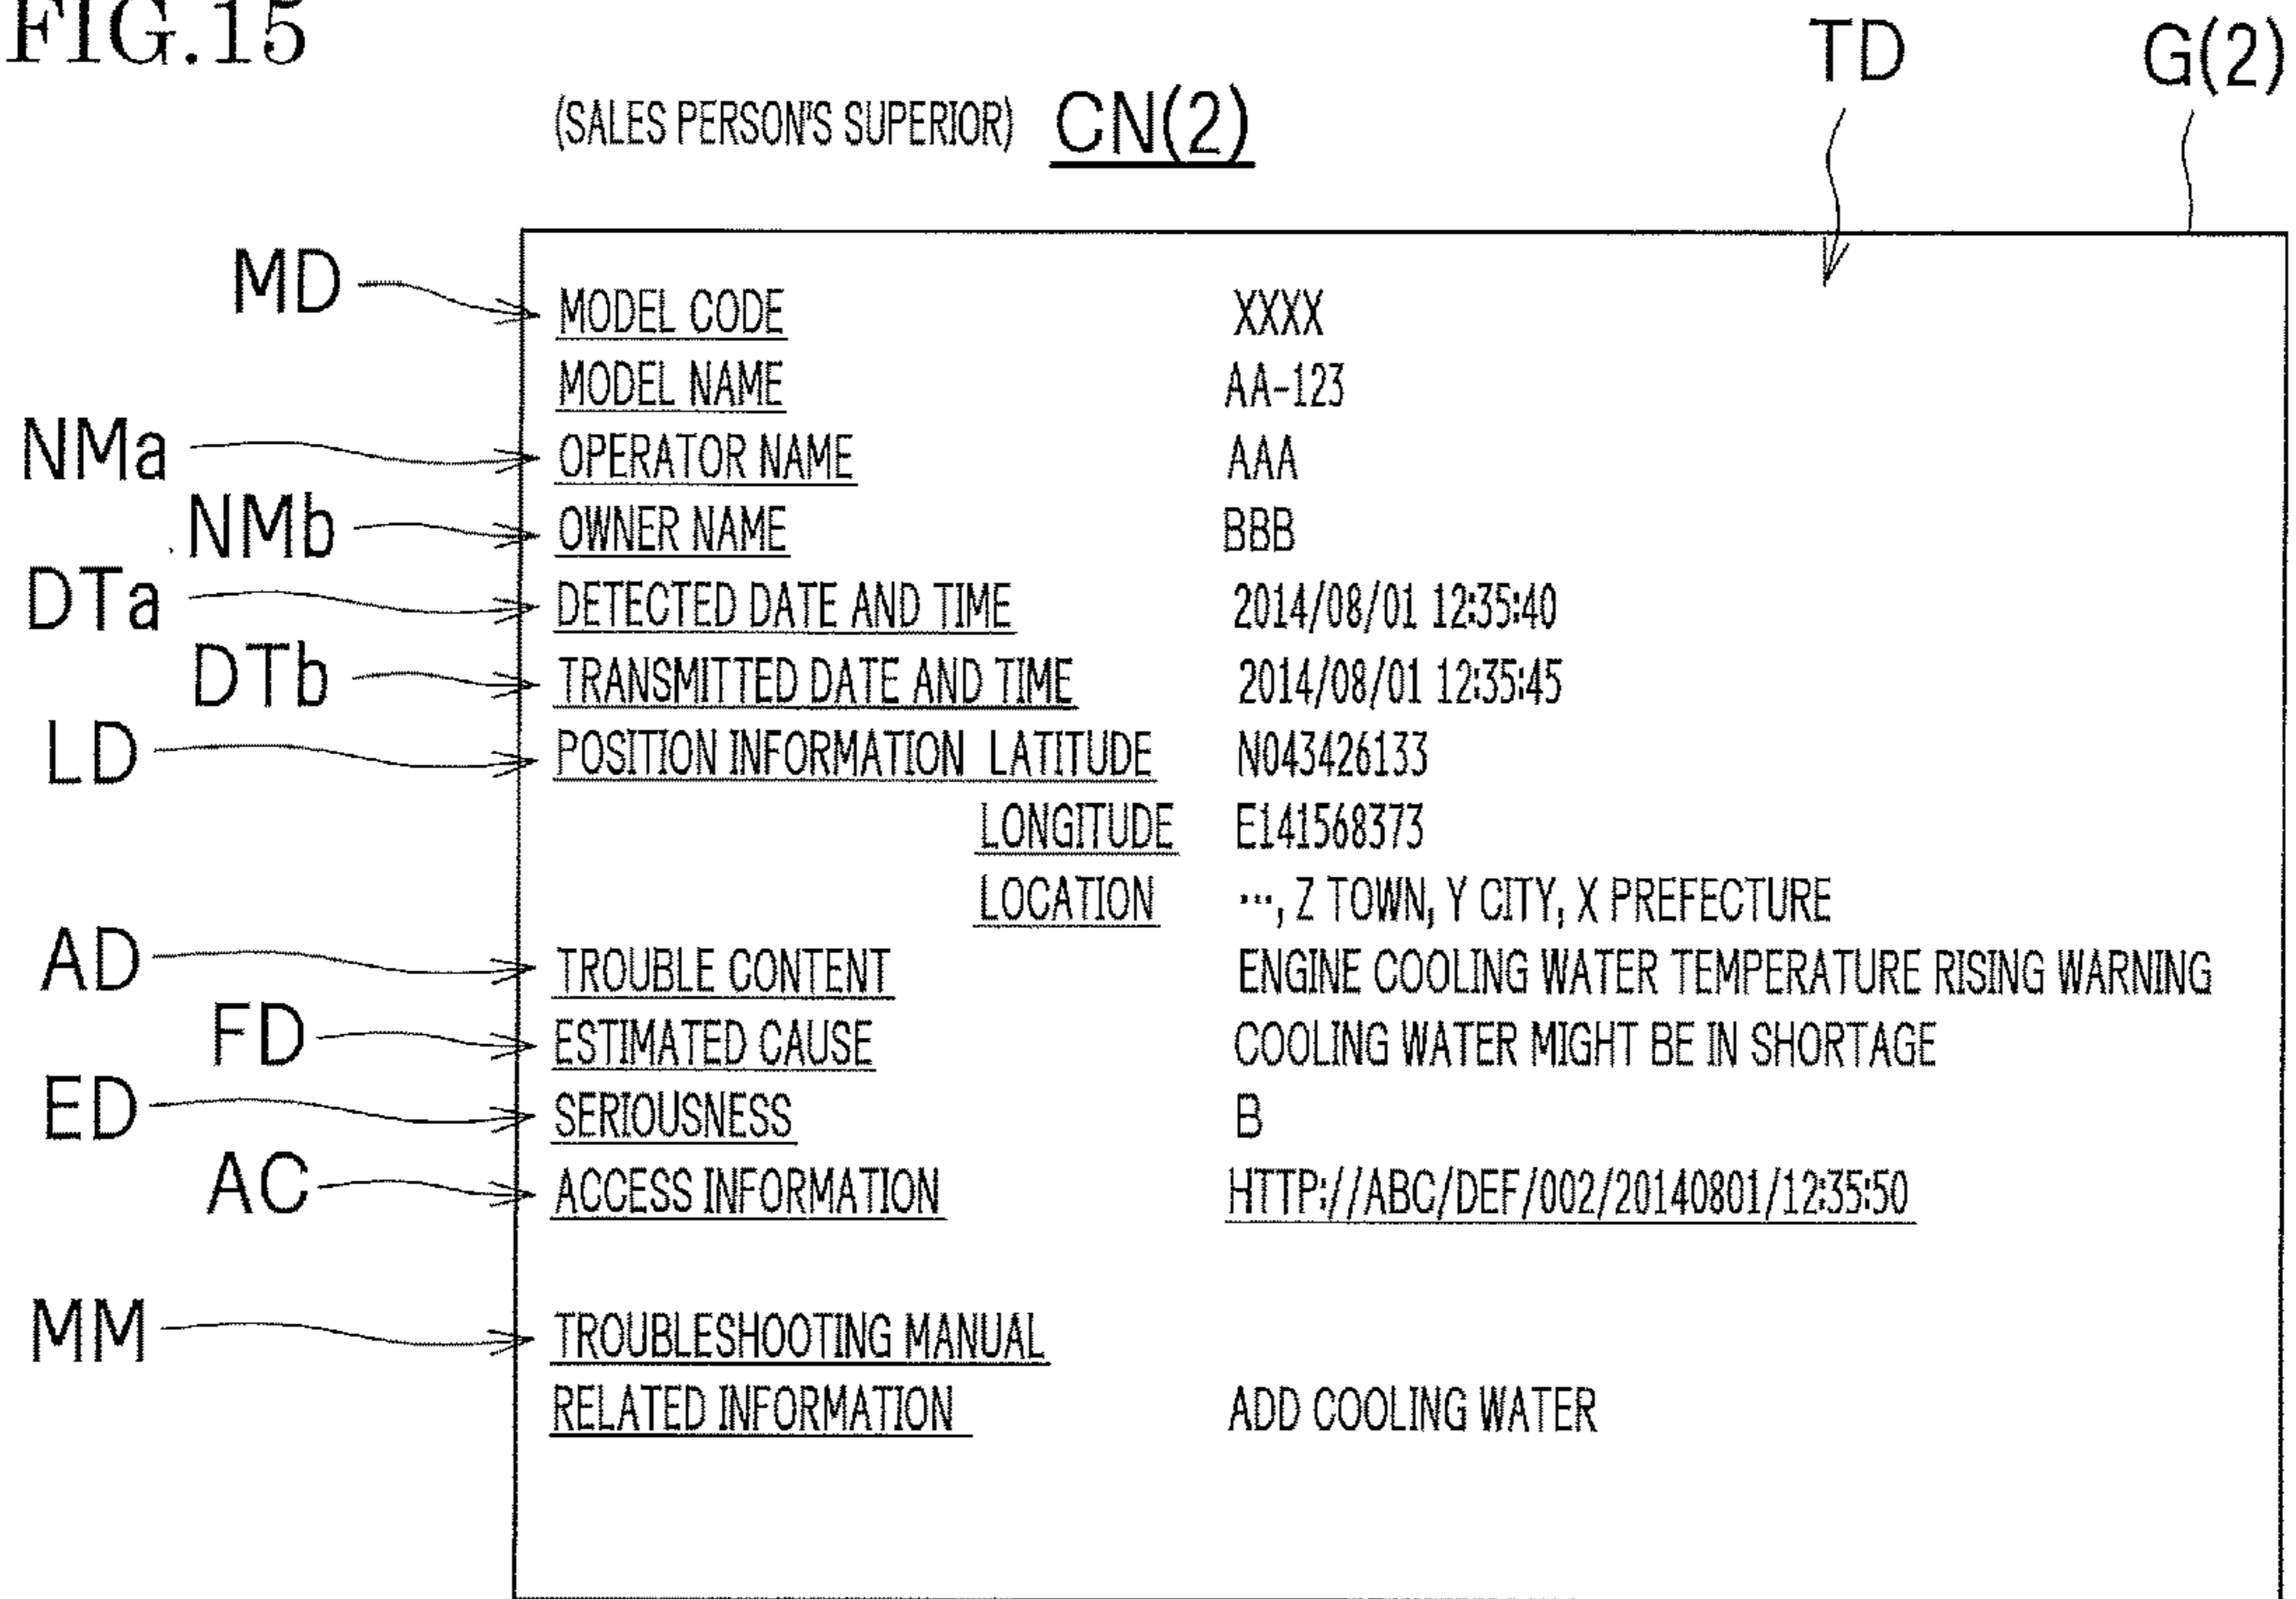 FIG.15
TD G(2)
(SALES PERSON'S SUPERIOR) CN(2)
MD MODEL CODE XXXX
MODEL NAME AA-123
NMa OPERATOR NAME AAA
NMb OWNER NAME BBB
DTa DETECTED DATE AND TIME 2014/08/01 12:35:40
DTb TRANSMITTED DATE AND TIME 2014/08/01 12:35:45
LD POSITION INFORMATION LATITUDE N043426133
LONGITUDE E141568373
LOCATION ···, Z TOWN, Y CITY, X PREFECTURE
AD TROUBLE CONTENT ENGINE COOLING WATER TEMPERATURE RISING WARNING
FD ESTIMATED CAUSE COOLING WATER MIGHT BE IN SHORTAGE
ED SERIOUSNESS B
AC ACCESS INFORMATION HTTP://ABC/DEF/002/20140801/12:35:50
MM TROUBLESHOOTING MANUAL
RELATED INFORMATION ADD COOLING WATER